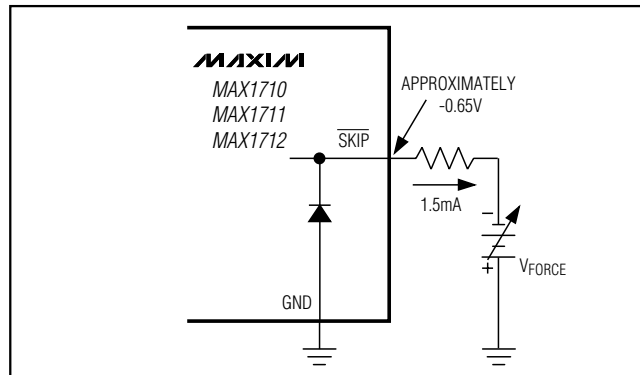 MAXIM
MAX1710
MAX1711
MAX1712
APPROXIMATELY
-0.65V
SKIP
1.5mA
−
+
VFORCE
GND